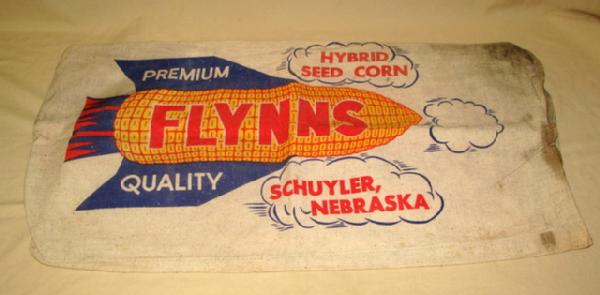 PREMIUM
HYBRID
SEED CORN
FLYNNS
QUALITY
SCHUYLER,
NEBRASKA